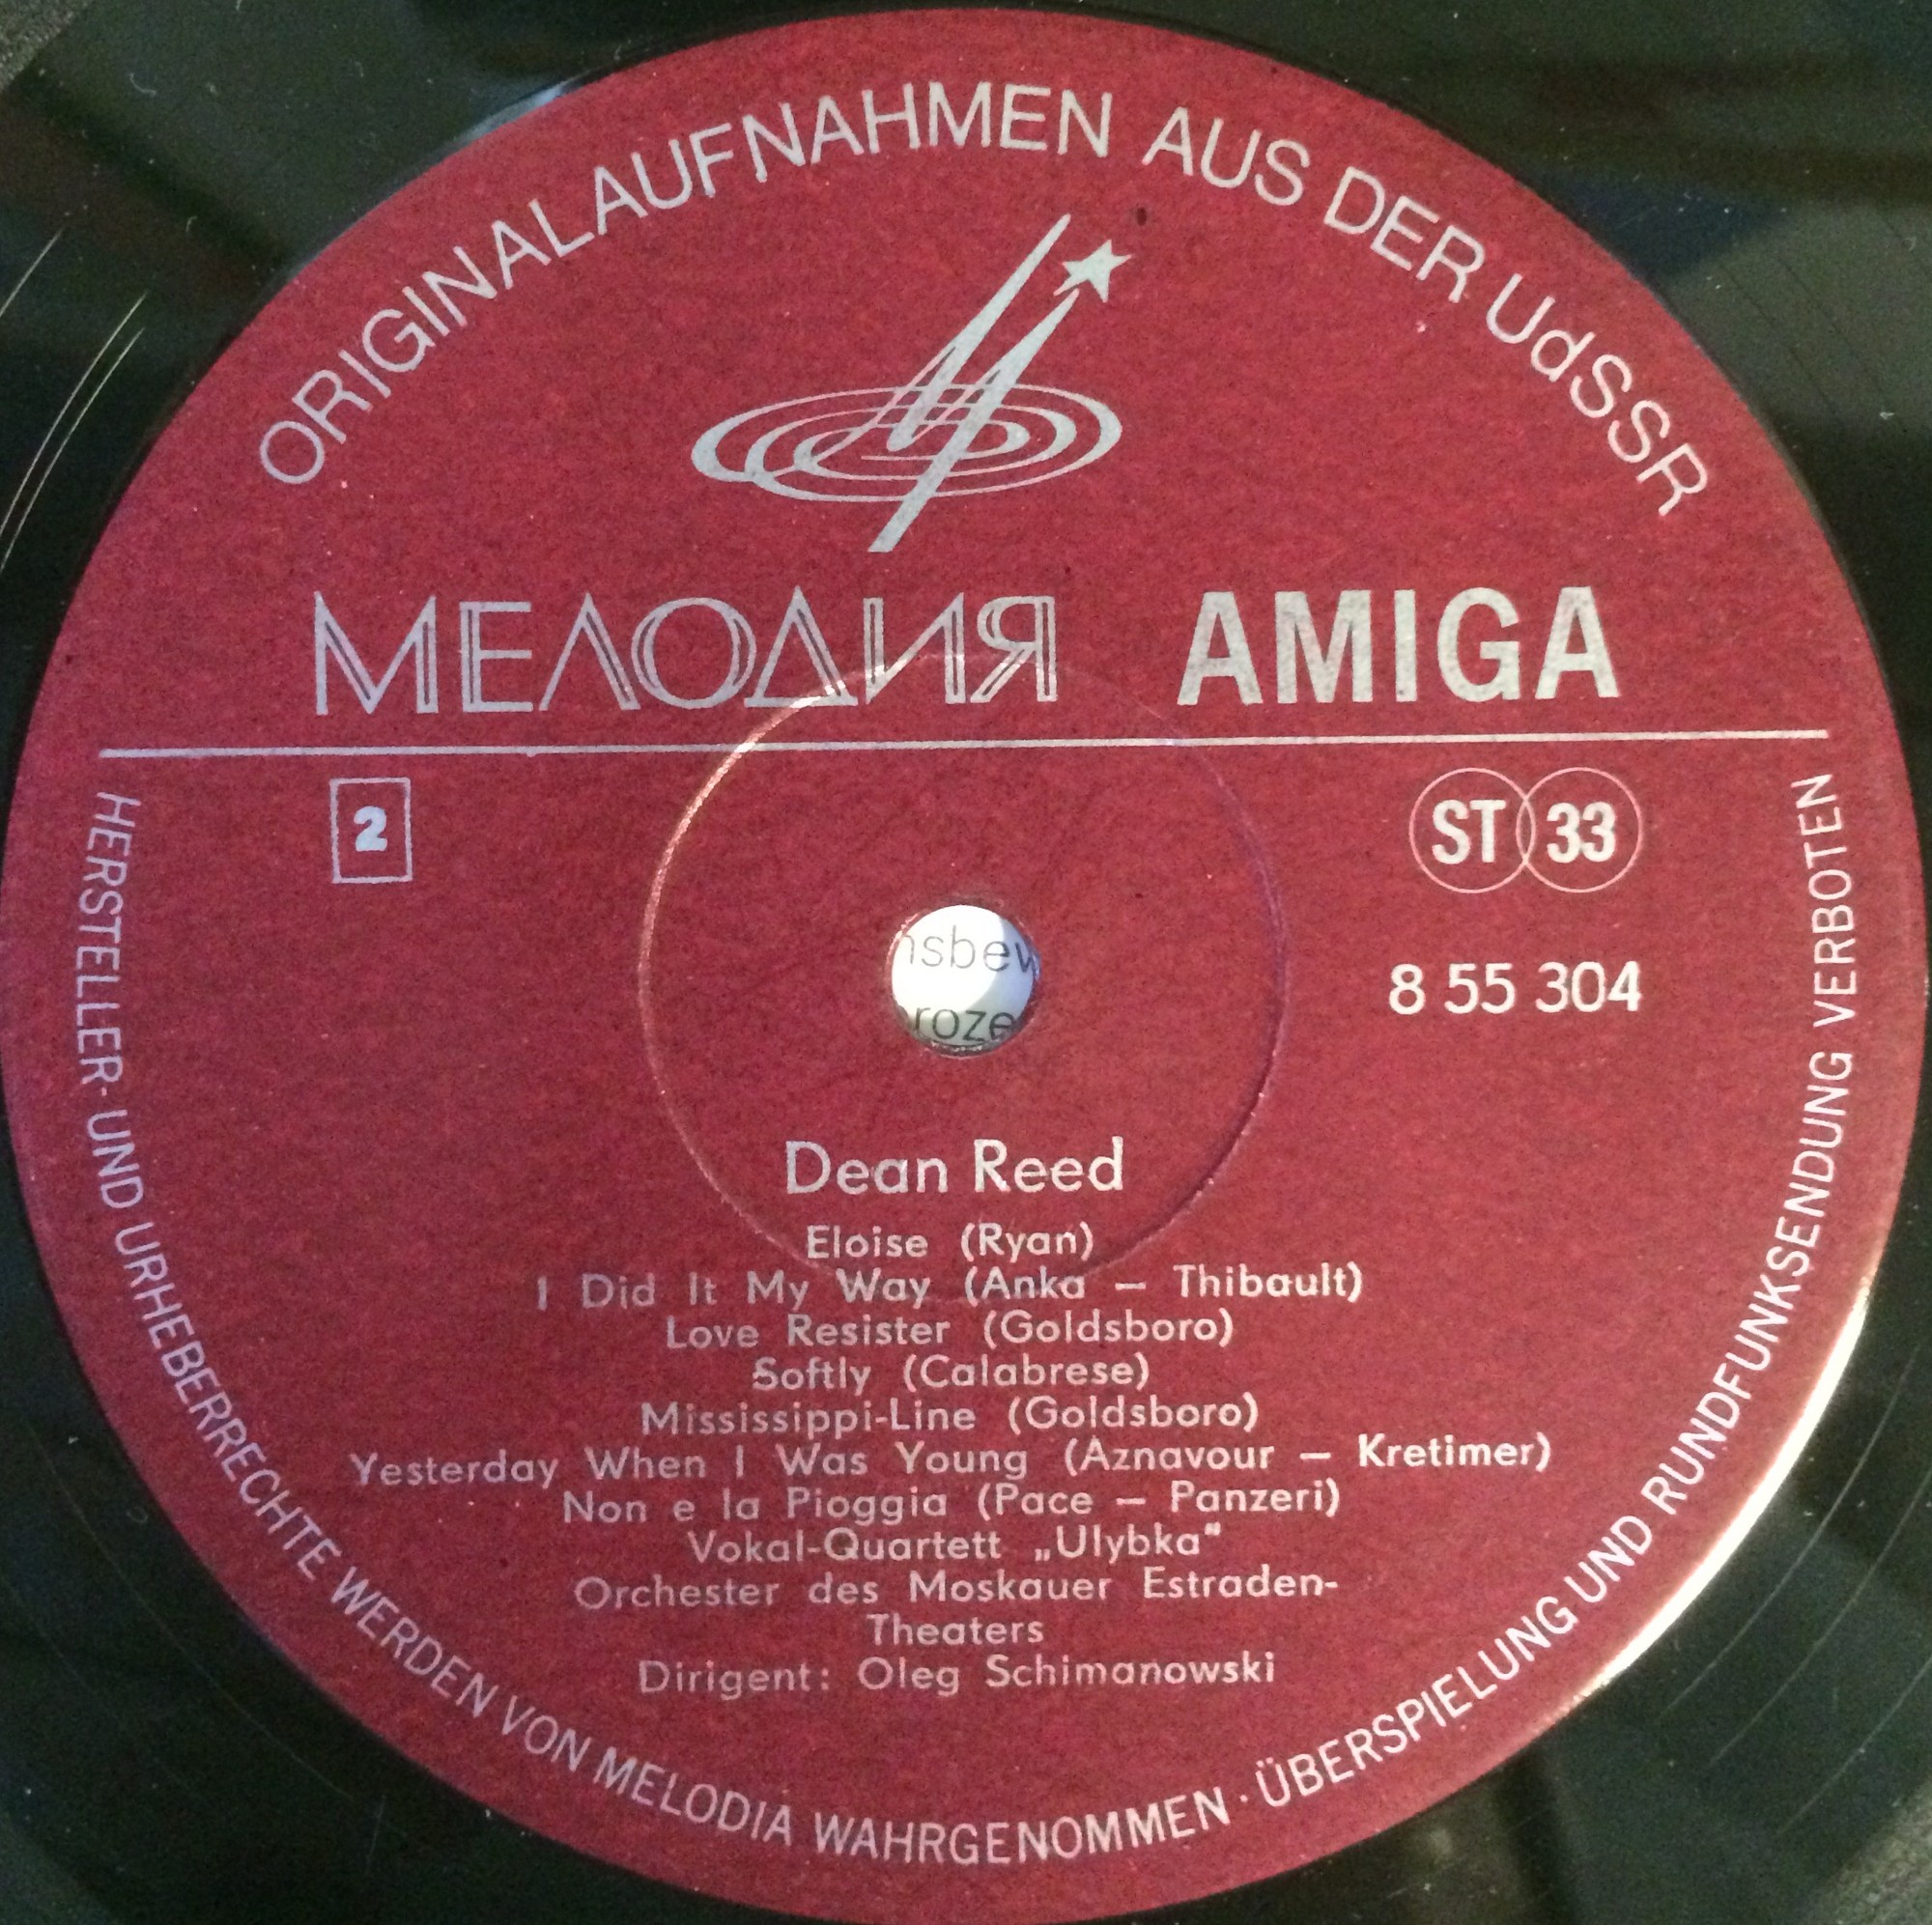 ORIGINALAUFNAHMEN AUS DER UdSSR
МЕЛОДИЯ AMIGA
2
ST 33
8 55 304
Dean Reed
Eloise (Ryan)
I Did It My Way (Anka — Thibault)
Love Resister (Goldsboro)
Softly (Calabrese)
Mississippi-Line (Goldsboro)
Yesterday When I Was Young (Aznavour — Kretimer)
Non e la Pioggia (Pace — Panzeri)
Vokal-Quartett „Ulybka"
Orchester des Moskauer Estraden-
Theaters
Dirigent: Oleg Schimanowski
HERSTELLER- UND URHEBERRECHTE WERDEN VON MELODIA WAHRGENOMMEN · ÜBERSPIELUNG UND RUNDFUNKSENDUNG VERBOTEN